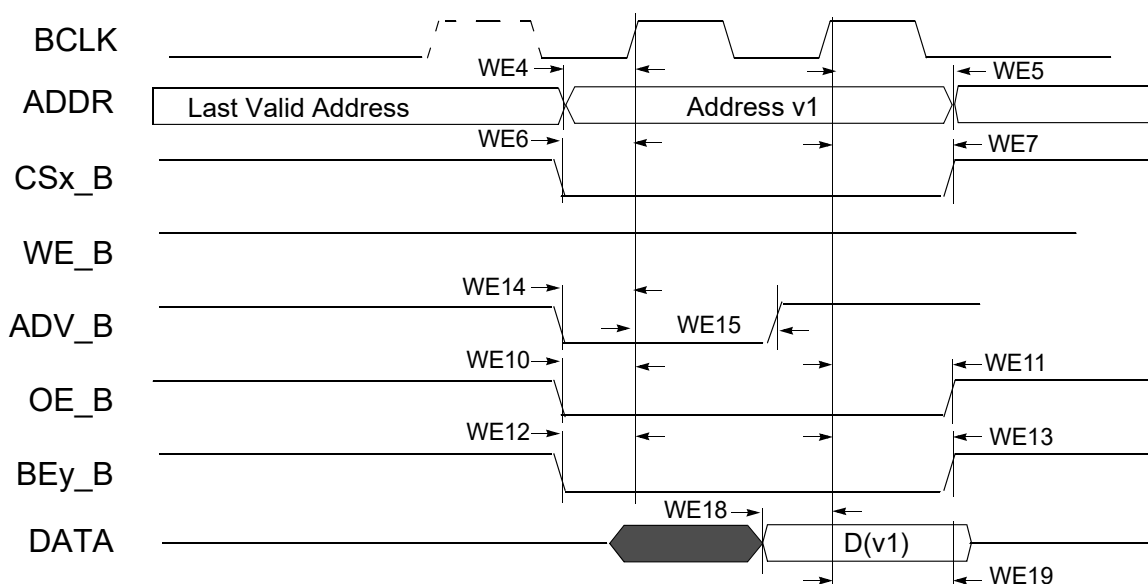 BCLK
WE4
WE5
ADDR
Last Valid Address
Address v1
WE6
WE7
CSx_B
WE_B
WE14
ADV_B
WE15
WE10
WE11
OE_B
WE12
WE13
BEy_B
WE18
DATA
D(v1)
WE19